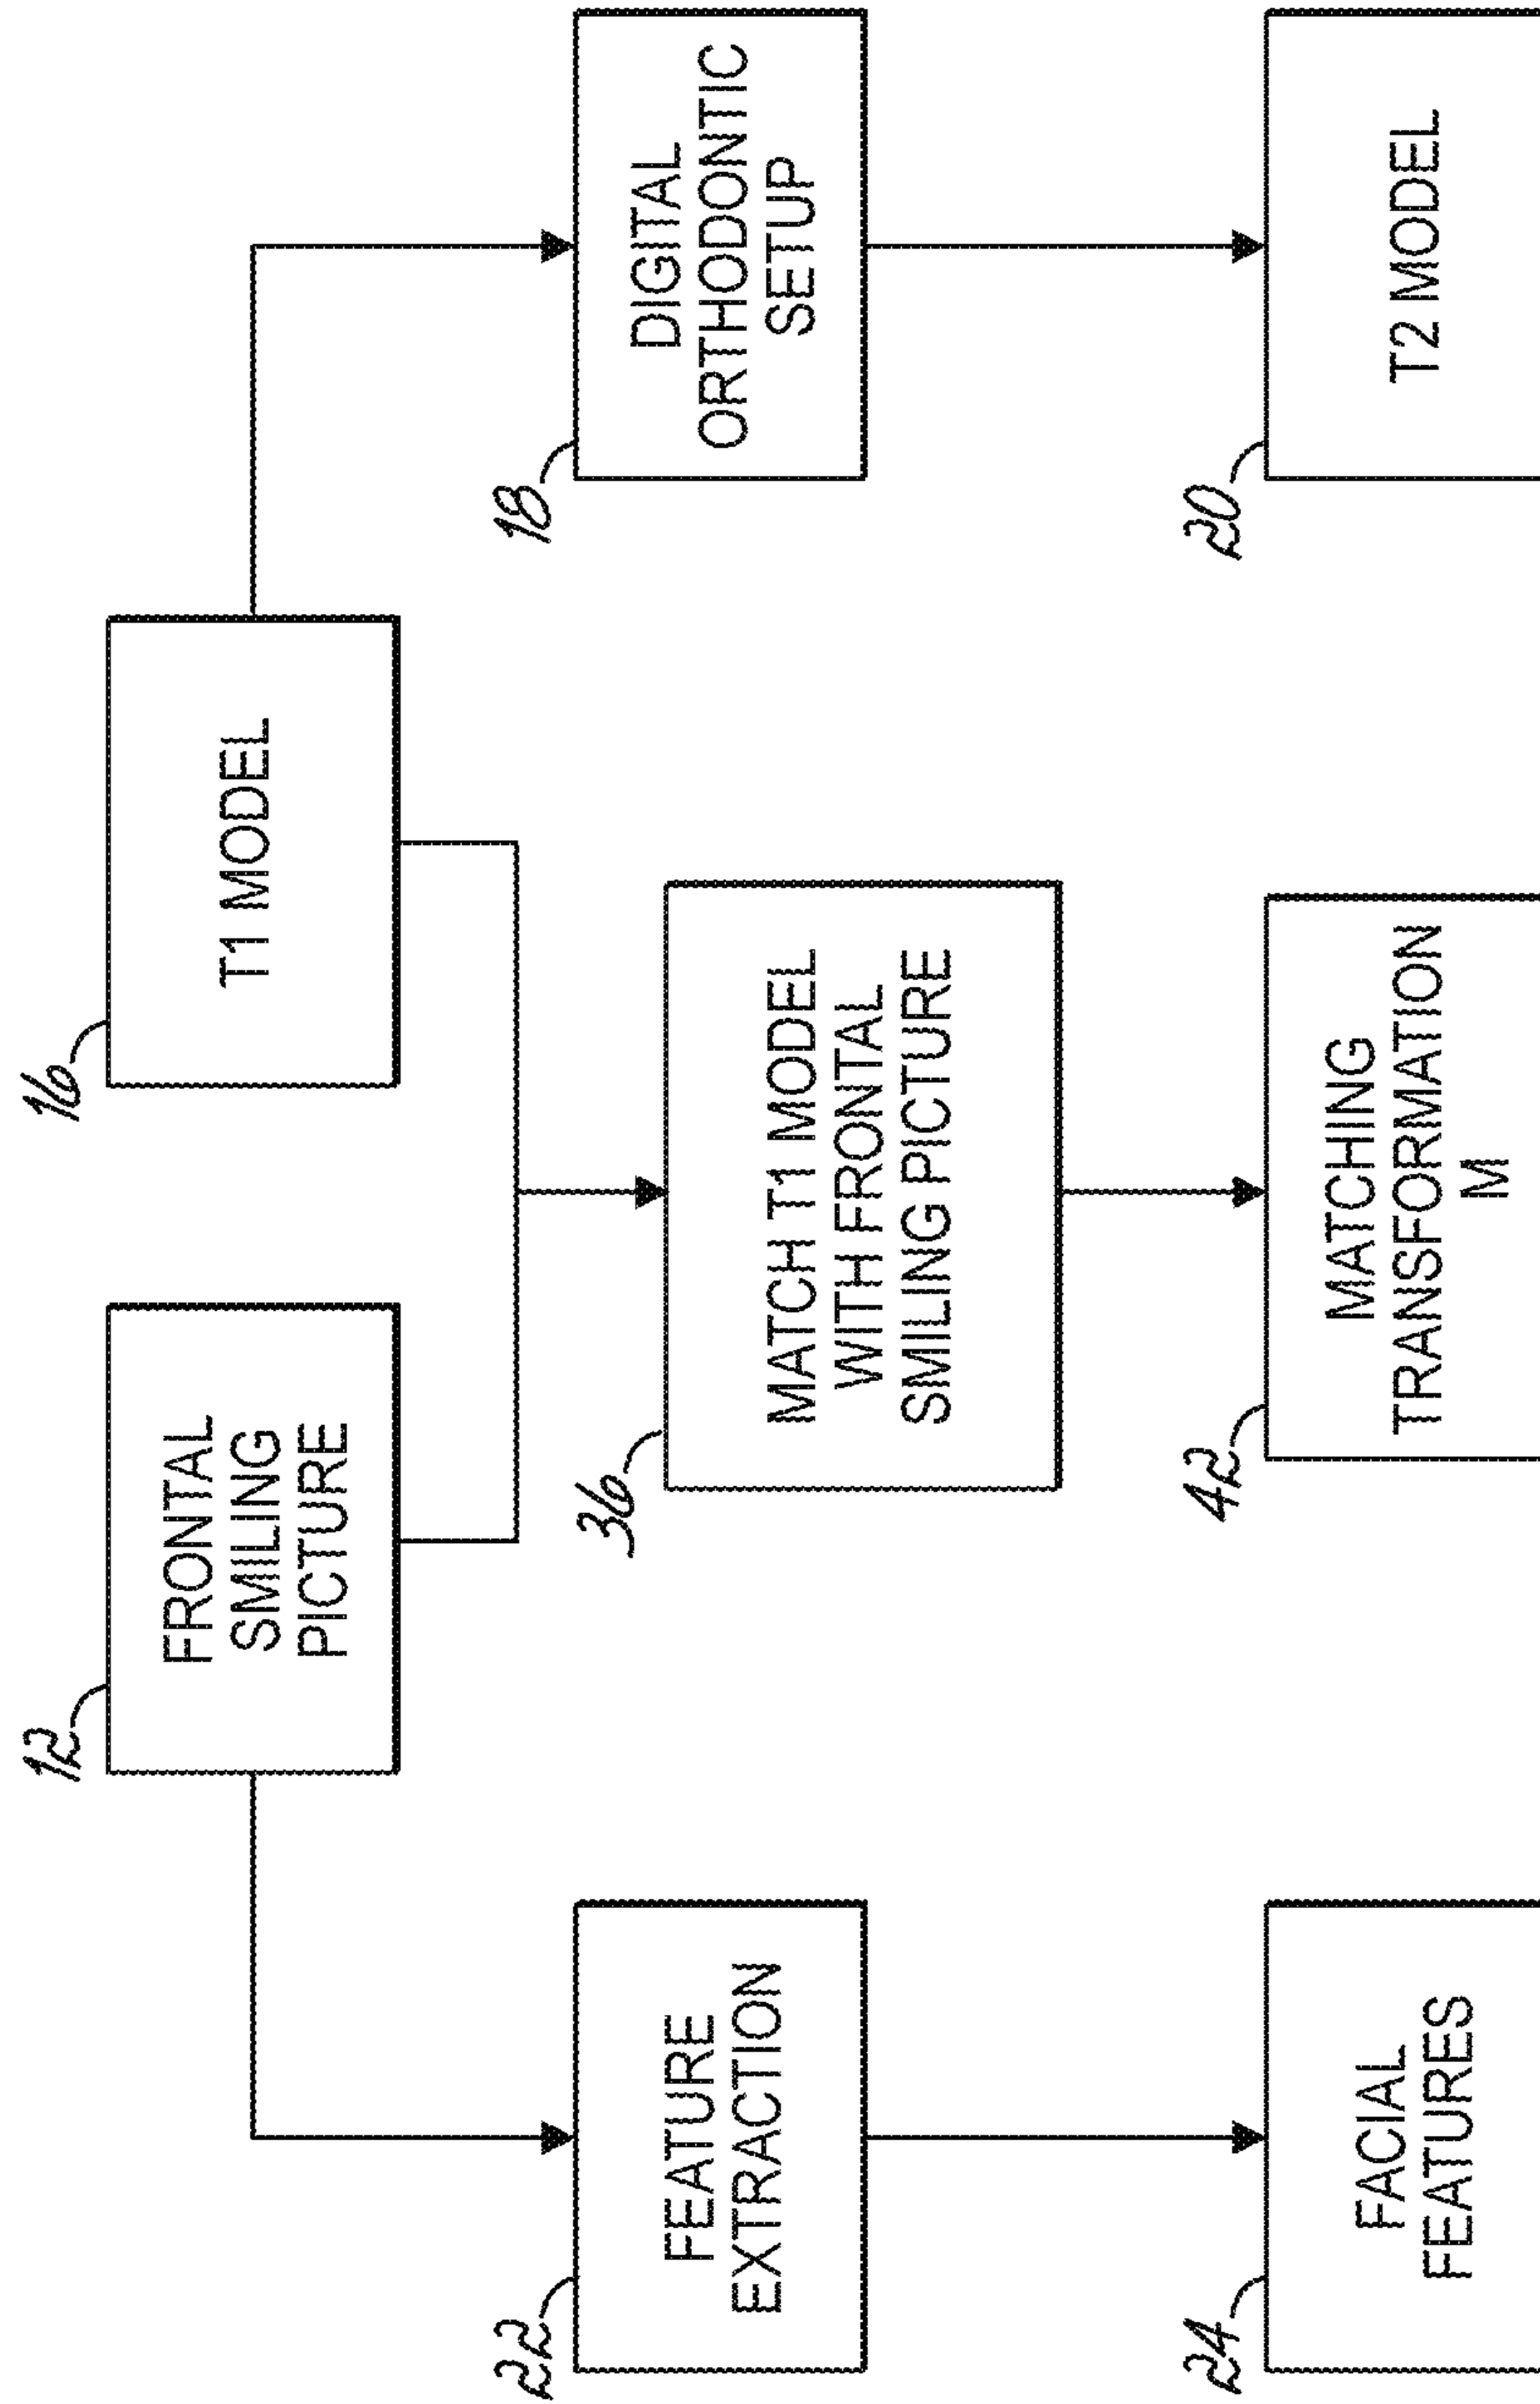 12
FRONTAL
SMILING
PICTURE
16
T1 MODEL
22
FEATURE
EXTRACTION
36
MATCH T1 MODEL
WITH FRONTAL
SMILING PICTURE
18
DIGITAL
ORTHODONTIC
SETUP
24
FACIAL
FEATURES
42
MATCHING
TRANSFORMATION
M
20
T2 MODEL